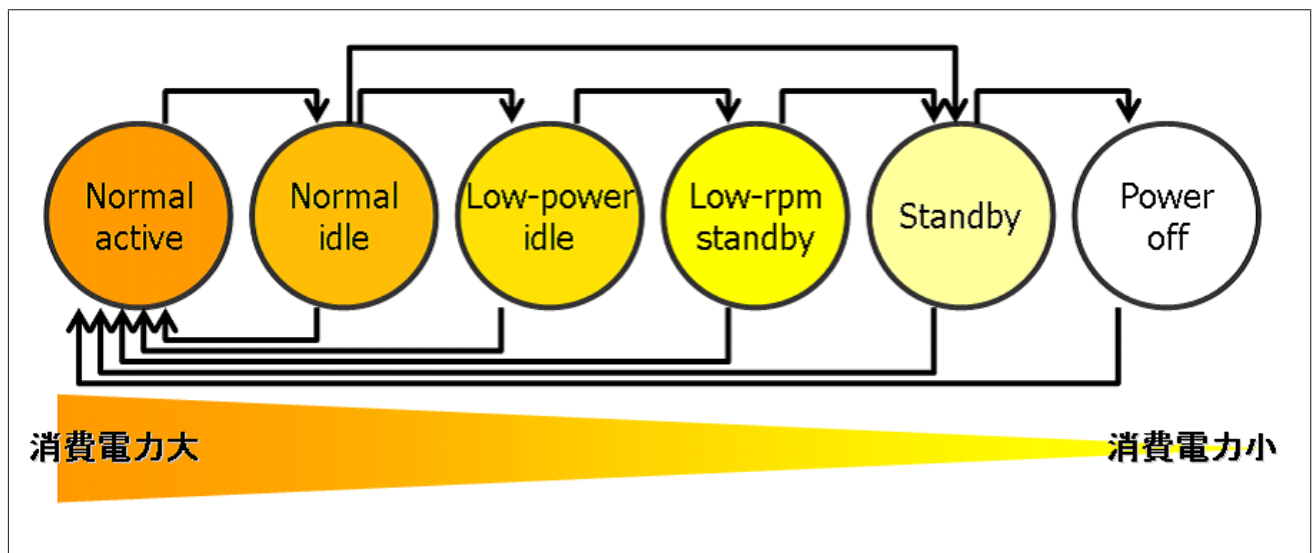 Normal
active
Normal
idle
Low-power
idle
Low-rpm
standby
Standby
Power
off
消費電力大
消費電力小